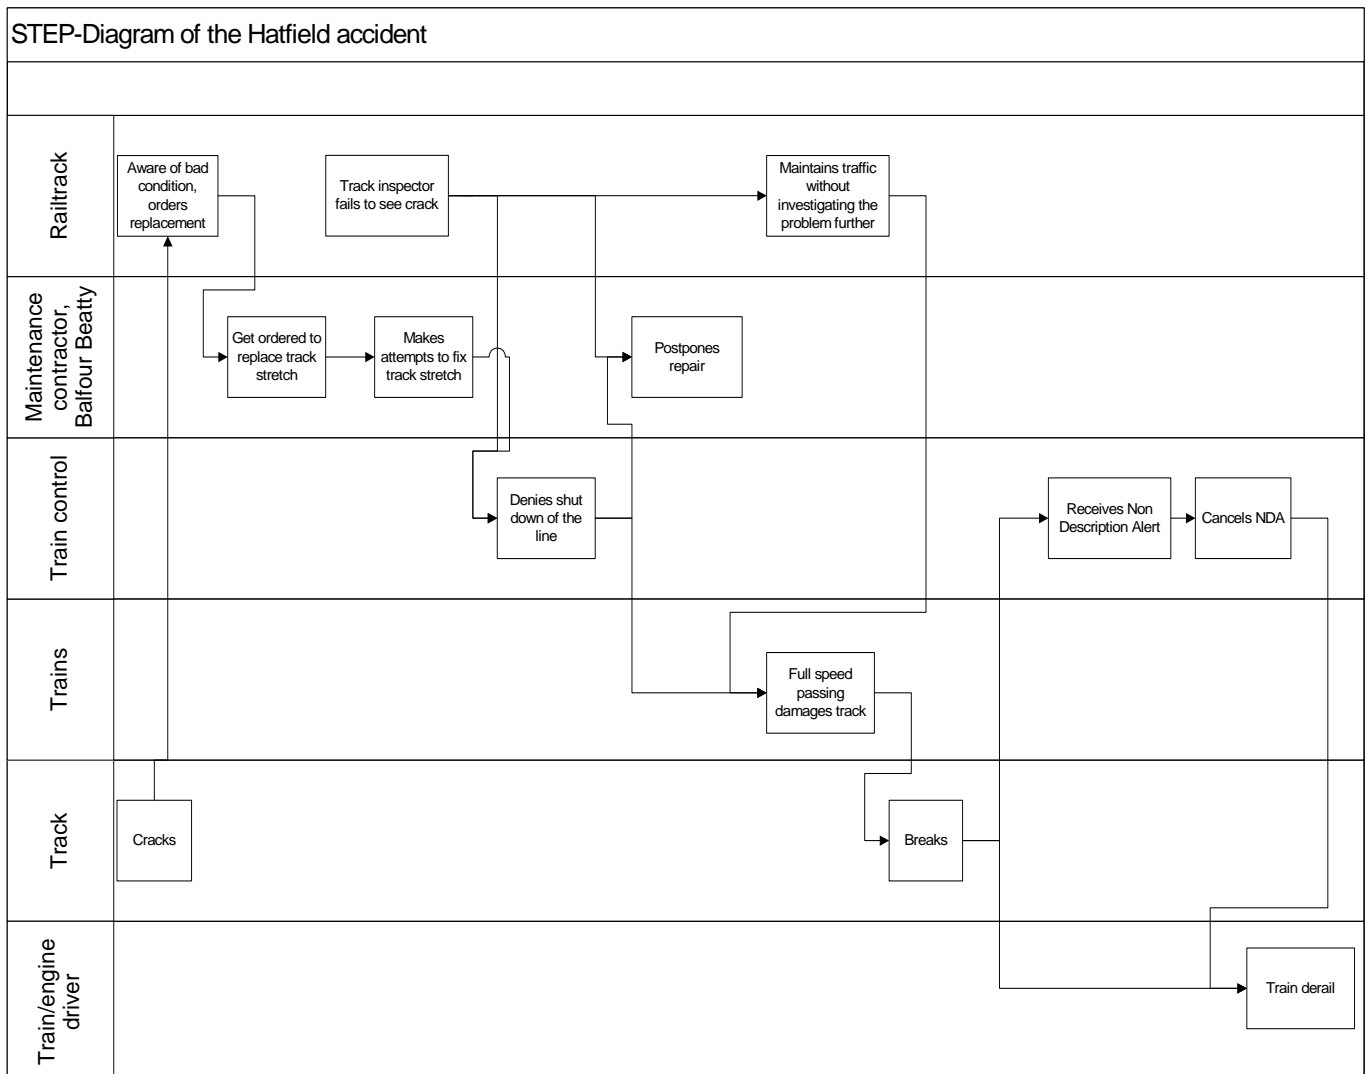 STEP-Diagram of the Hatfield accident
Railtrack
Aware of bad
condition,
orders
replacement
Track inspector
fails to see crack
Maintains traffic
without
investigating the
problem further
Maintenance
contractor,
Balfour Beatty
Get ordered to
replace track
stretch
Makes
attempts to fix
track stretch
Postpones
repair
Train control
Denies shut
down of the
line
Receives Non
Description Alert
Cancels NDA
Trains
Full speed
passing
damages track
Track
Cracks
Breaks
Train/engine
driver
Train derail